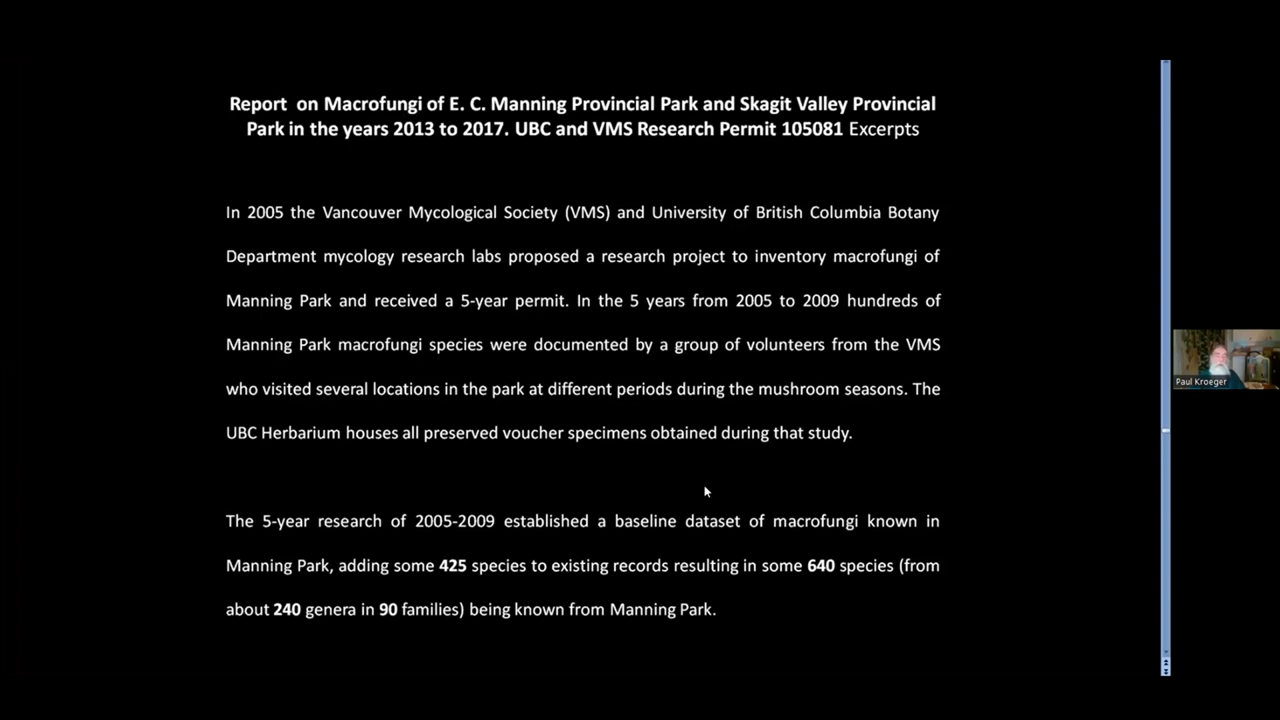 Report on Macrofungi of E. C. Manning Provincial Park and Skagit Valley Provincial
Park in the years 2013 to 2017. UBC and VMS Research Permit 105081 Excerpts
In 2005 the Vancouver Mycological Society (VMS) and University of British Columbia Botany
Department mycology research labs proposed a research project to inventory macrofungi of
Manning Park and received a 5-year permit. In the 5 years from 2005 to 2009 hundreds of
Manning Park macrofungi species were documented by a group of volunteers from the VMS
who visited several locations in the park at different periods during the mushroom seasons. The
UBC Herbarium houses all preserved voucher specimens obtained during that study.
The 5-year research of 2005-2009 established a baseline dataset of macrofungi known in
Manning Park, adding some 425 species to existing records resulting in some 640 species (from
about 240 genera in 90 families) being known from Manning Park.
Paul Kroeger